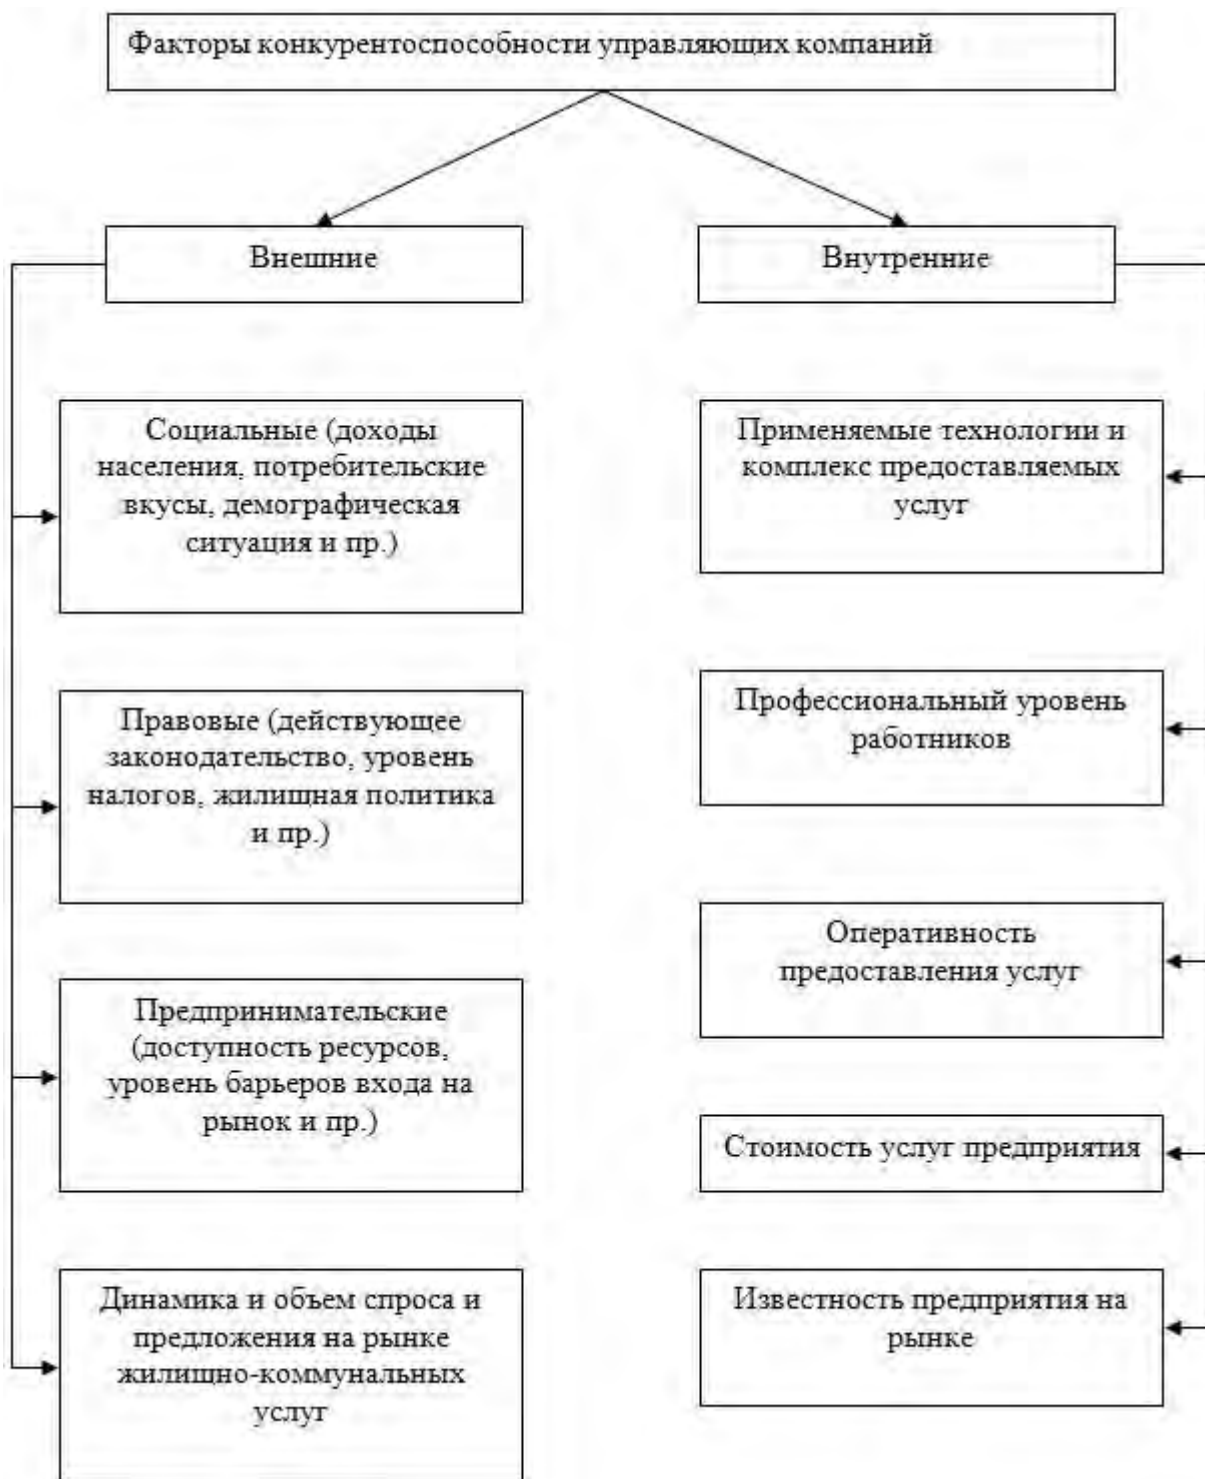 Факторы конкурентоспособности управляющих компаний
Внешние
Внутренние
Социальные (доходы
населения, потребительские
вкусы, демографическая
ситуация и пр.)
Правовые (действующее
законодательство, уровень
налогов, жилищная политика
и пр.)
Предпринимательские
(доступность ресурсов,
уровень барьеров входа на
рынок и пр.)
Динамика и объем спроса и
предложения на рынке
жилищно-коммунальных
услуг
Применяемые технологии и
комплекс предоставляемых
услуг
Профессиональный уровень
работников
Оперативность
предоставления услуг
Стоимость услуг предприятия
Известность предприятия на
рынке